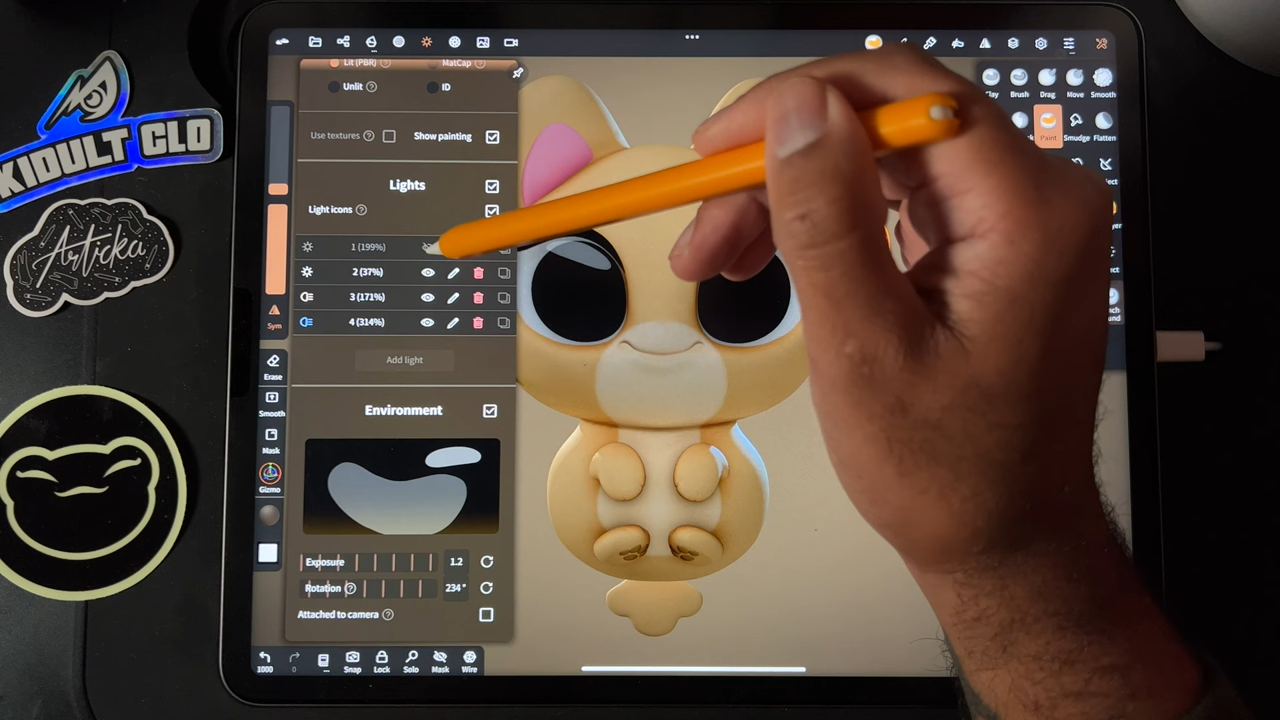 KIDULT CLO
Articka
Lit (PBR)
MatCap
Unlit
ID
Use textures
Show painting
Lights
Light icons
1 (199%)
2 (37%)
3 (171%)
4 (314%)
Add light
Environment
Exposure
1.2
Rotation
234°
Attached to camera
Sym
Erase
Smooth
Mask
Gizmo
1000
0
Snap
Lock
Solo
Mask
Wire
Clay
Brush
Drag
Move
Smooth
Paint
Smudge
Flatten